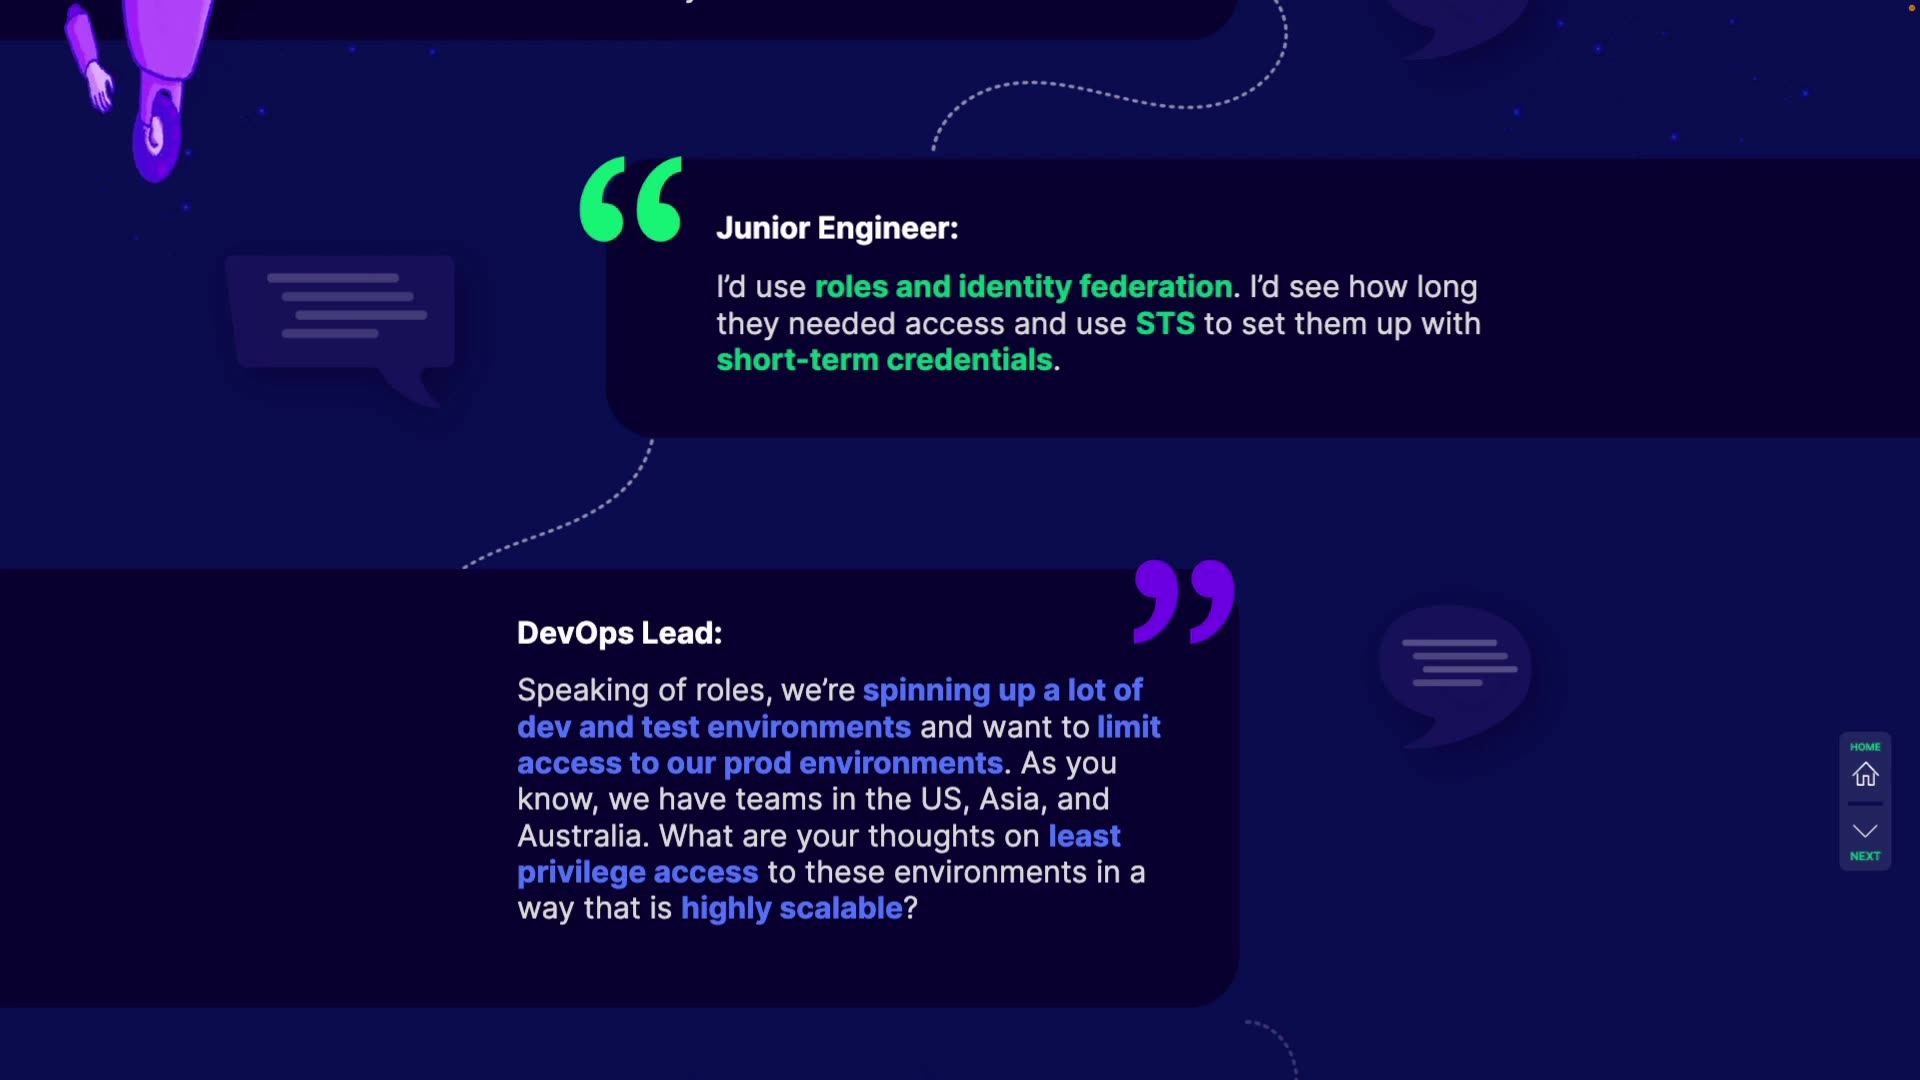 Junior Engineer:
I’d use roles and identity federation. I’d see how long
they needed access and use STS to set them up with
short-term credentials.
DevOps Lead:
Speaking of roles, we’re spinning up a lot of
dev and test environments and want to limit
access to our prod environments. As you
know, we have teams in the US, Asia, and
Australia. What are your thoughts on least
privilege access to these environments in a
way that is highly scalable?
HOME
NEXT